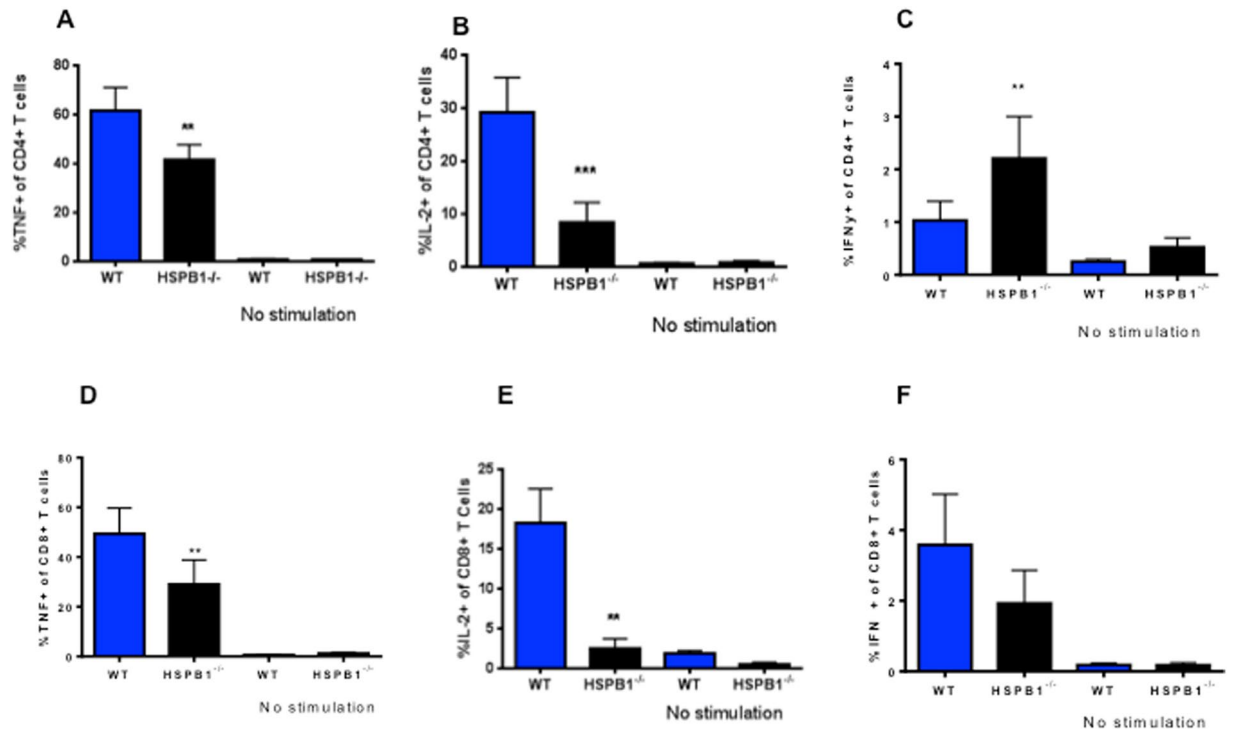 A
%TNF+ of CD4+ T cells
80
60
40
20
0
**
WT HSPB1-/- WT HSPB1-/-
No stimulation
B
%IL-2+ of CD4+ T cells
40
30
20
10
0
***
WT HSPB1-/- WT HSPB1-/-
No stimulation
C
%IFNγ+ of CD4+ T cells
4
3
2
1
0
**
WT HSPB1-/- WT HSPB1-/-
No stimulation
D
%TNF+ of CD8+ T cells
80
60
40
20
0
**
WT HSPB1-/- WT HSPB1-/-
No stimulation
E
%IL-2+ of CD8+ T Cells
25
20
15
10
5
0
**
WT HSPB1-/- WT HSPB1-/-
No stimulation
F
%IFN + of CD8+ T cells
6
4
2
0
WT HSPB1-/- WT HSPB1-/-
No stimulation